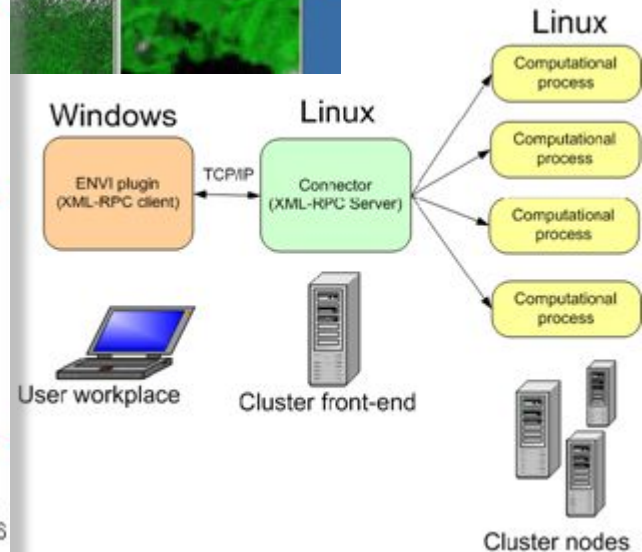 Linux
Computational
process
Windows
Linux
ENVI plugin
(XML-RPC client)
TCP/IP
Connector
(XML-RPC Server)
Computational
process
Computational
process
Computational
process
User workplace
Cluster front-end
Cluster nodes